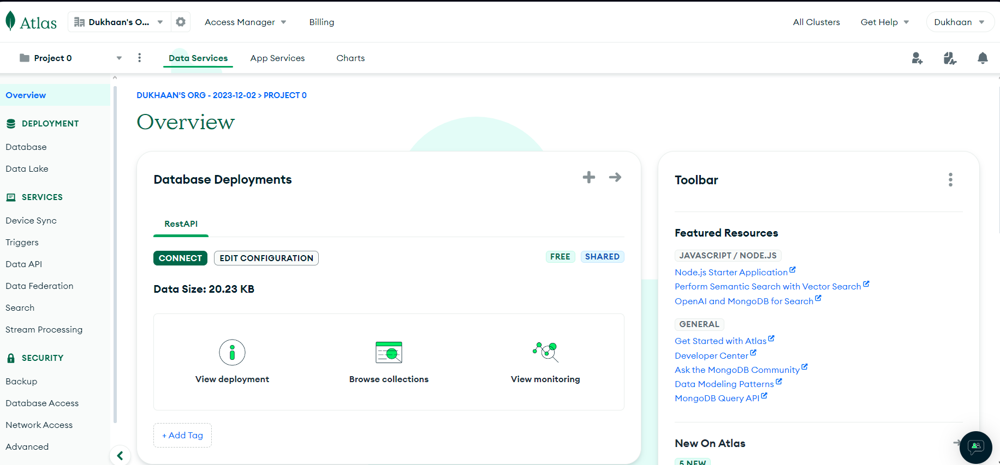 Atlas
Dukhaan's O...
Access Manager
Billing
All Clusters
Get Help
Dukhaan
Project 0
Data Services
App Services
Charts
Overview
DEPLOYMENT
Database
Data Lake
SERVICES
Device Sync
Triggers
Data API
Data Federation
Search
Stream Processing
SECURITY
Backup
Database Access
Network Access
Advanced
DUKHAAN'S ORG - 2023-12-02 > PROJECT 0
Overview
Database Deployments
RestAPI
CONNECT
EDIT CONFIGURATION
FREE
SHARED
Data Size: 20.23 KB
View deployment
Browse collections
View monitoring
+ Add Tag
Toolbar
Featured Resources
JAVASCRIPT / NODE.JS
Node.js Starter Application
Perform Semantic Search with Vector Search
OpenAI and MongoDB for Search
GENERAL
Get Started with Atlas
Developer Center
Ask the MongoDB Community
Data Modeling Patterns
MongoDB Query API
New On Atlas
5 NEW